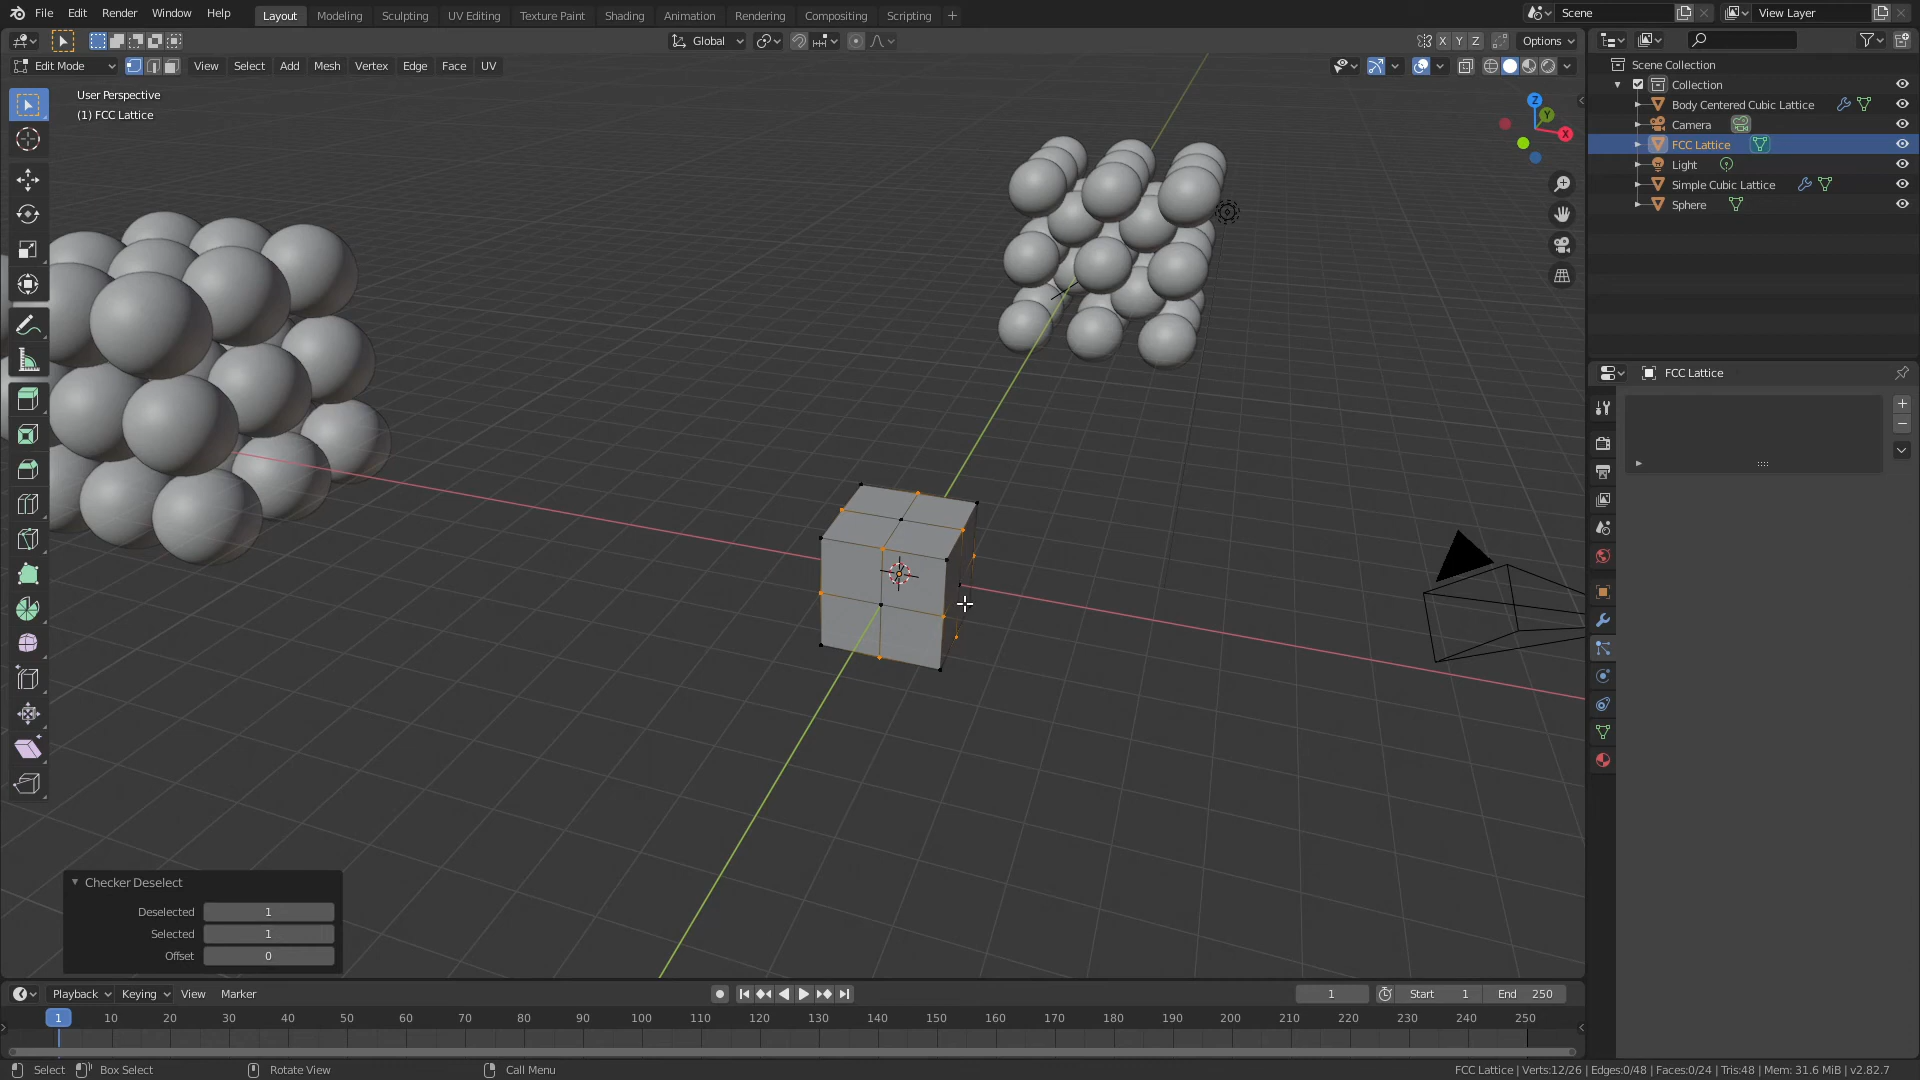 File Edit Render Window Help Layout Modeling Sculpting UV Editing Texture Paint Shading Animation Rendering Compositing Scripting + Scene View Layer
Global X Y Z Options
Edit Mode View Select Add Mesh Vertex Edge Face UV
User Perspective
(1) FCC Lattice
Z
Y
X
Scene Collection
Collection
Body Centered Cubic Lattice
Camera
FCC Lattice
Light
Simple Cubic Lattice
Sphere
FCC Lattice
Checker Deselect
Deselected 1
Selected 1
Offset 0
Playback Keying View Marker 1 Start 1 End 250
1 10 20 30 40 50 60 70 80 90 100 110 120 130 140 150 160 170 180 190 200 210 220 230 240 250
Select Box Select Rotate View Call Menu FCC Lattice | Verts:12/26 | Edges:0/48 | Faces:0/24 | Tris:48 | Mem: 31.6 MiB | v2.82.7